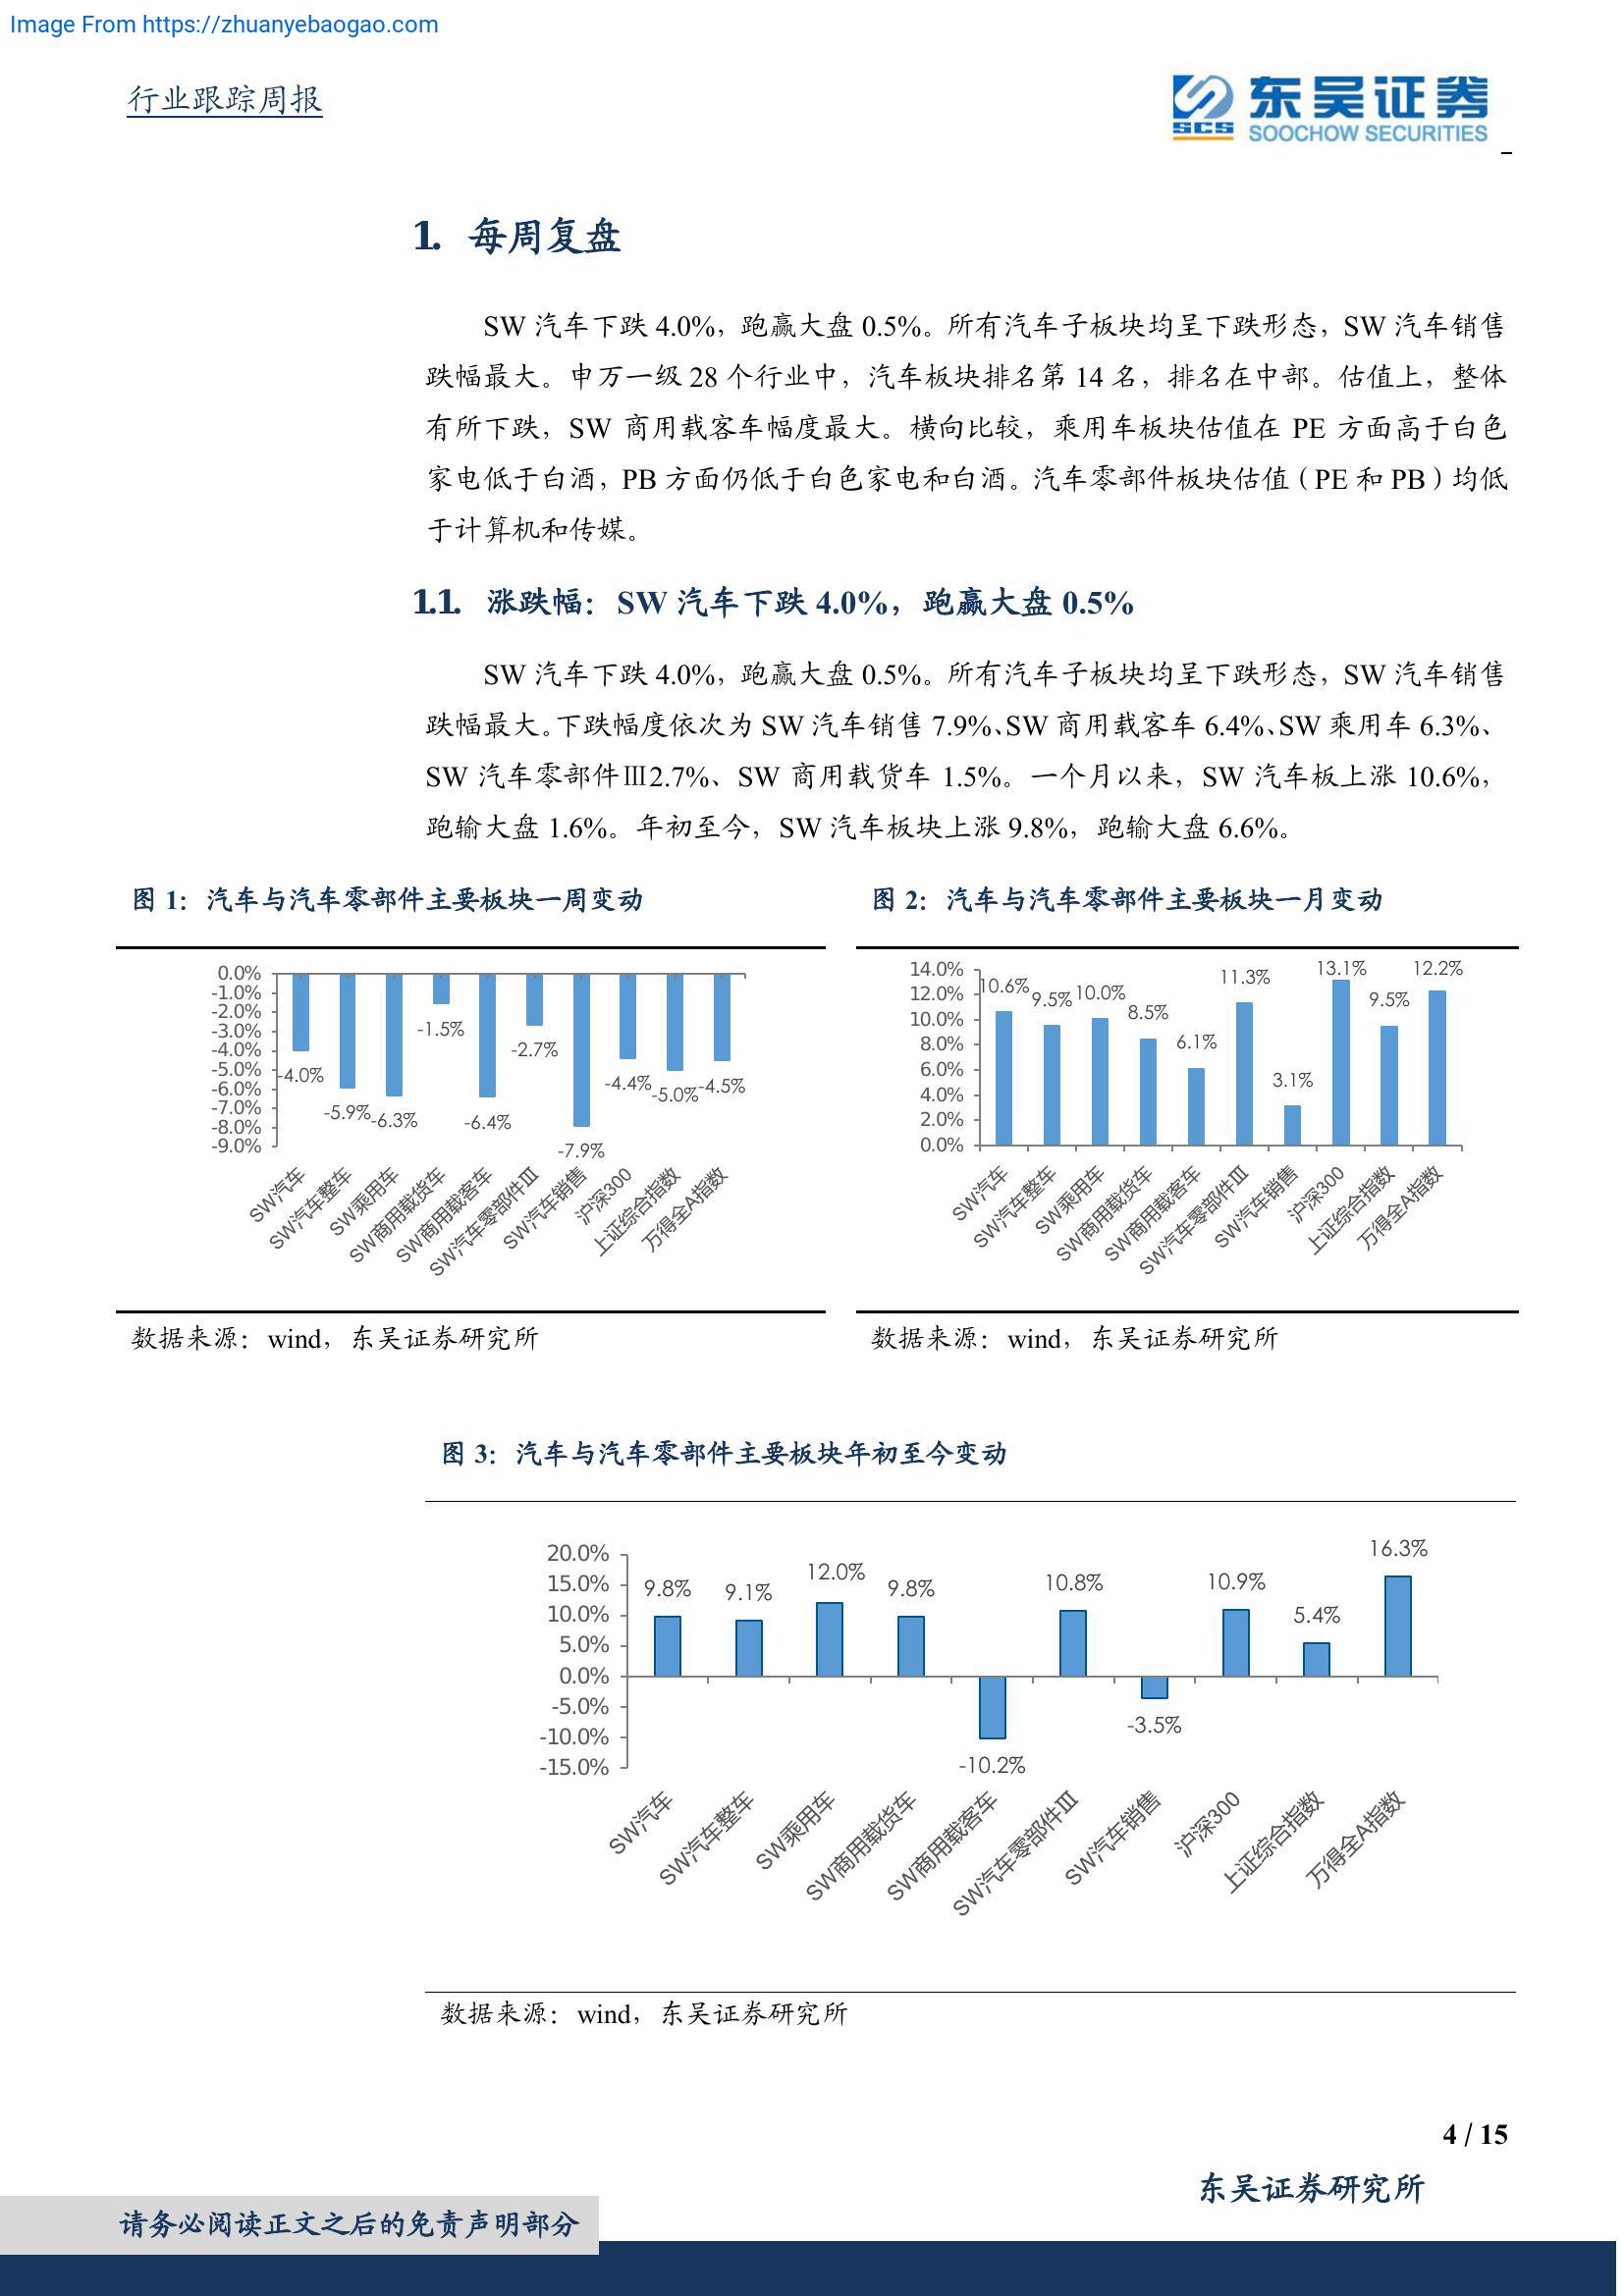 Image From https://zhuanyebaogao.com
行业跟踪周报
SCS
东吴证券
SOOCHOW SECURITIES
1. 每周复盘
SW 汽车下跌 4.0%，跑赢大盘 0.5%。所有汽车子板块均呈下跌形态，SW 汽车销售
跌幅最大。申万一级 28 个行业中，汽车板块排名第 14 名，排名在中部。估值上，整体
有所下跌，SW 商用载客车幅度最大。横向比较，乘用车板块估值在 PE 方面高于白色
家电低于白酒，PB 方面仍低于白色家电和白酒。汽车零部件板块估值（PE 和 PB）均低
于计算机和传媒。
1.1. 涨跌幅：SW 汽车下跌 4.0%，跑赢大盘 0.5%
SW 汽车下跌 4.0%，跑赢大盘 0.5%。所有汽车子板块均呈下跌形态，SW 汽车销售
跌幅最大。下跌幅度依次为 SW 汽车销售 7.9%、SW 商用载客车 6.4%、SW 乘用车 6.3%、
SW 汽车零部件Ⅲ2.7%、SW 商用载货车 1.5%。一个月以来，SW 汽车板上涨 10.6%，
跑输大盘 1.6%。年初至今，SW 汽车板块上涨 9.8%，跑输大盘 6.6%。
图 1：汽车与汽车零部件主要板块一周变动
0.0%
-1.0%
-2.0%
-3.0%
-4.0%
-5.0%
-6.0%
-7.0%
-8.0%
-9.0%
-4.0%
-5.9%
-6.3%
-1.5%
-6.4%
-2.7%
-7.9%
-4.4%
-5.0%
-4.5%
SW汽车
SW汽车整车
SW乘用车
SW商用载货车
SW商用载客车
SW汽车零部件Ⅲ
SW汽车销售
沪深300
上证综合指数
万得全A指数
数据来源：wind，东吴证券研究所
图 2：汽车与汽车零部件主要板块一月变动
14.0%
12.0%
10.0%
8.0%
6.0%
4.0%
2.0%
0.0%
10.6%
9.5%
10.0%
8.5%
6.1%
11.3%
3.1%
13.1%
9.5%
12.2%
SW汽车
SW汽车整车
SW乘用车
SW商用载货车
SW商用载客车
SW汽车零部件Ⅲ
SW汽车销售
沪深300
上证综合指数
万得全A指数
数据来源：wind，东吴证券研究所
图 3：汽车与汽车零部件主要板块年初至今变动
20.0%
15.0%
10.0%
5.0%
0.0%
-5.0%
-10.0%
-15.0%
9.8%
9.1%
12.0%
9.8%
-10.2%
10.8%
-3.5%
10.9%
5.4%
16.3%
SW汽车
SW汽车整车
SW乘用车
SW商用载货车
SW商用载客车
SW汽车零部件Ⅲ
SW汽车销售
沪深300
上证综合指数
万得全A指数
数据来源：wind，东吴证券研究所
4 / 15
东吴证券研究所
请务必阅读正文之后的免责声明部分